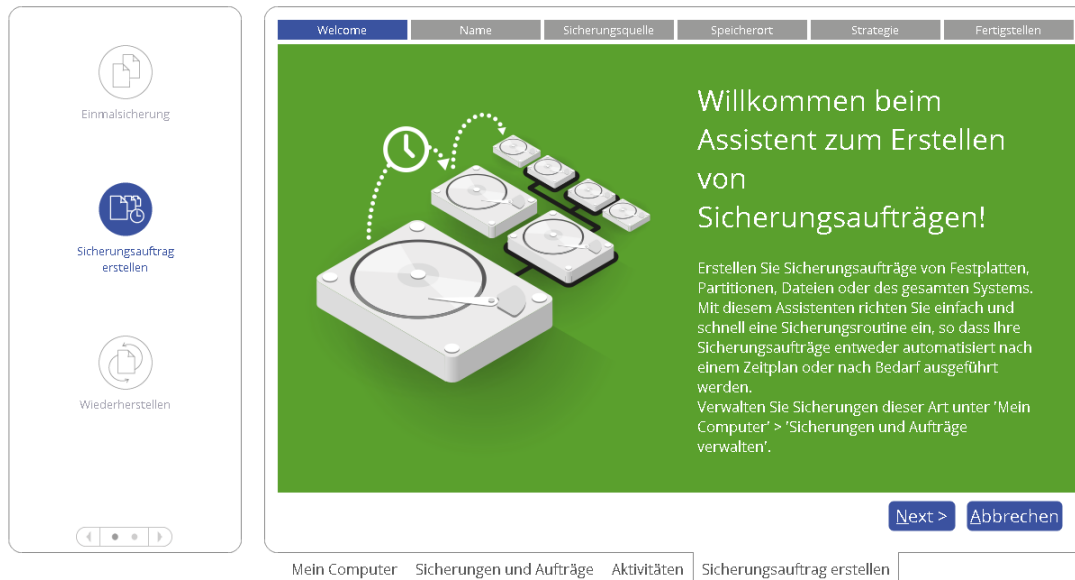 Einmalsicherung
Sicherungsauftrag
erstellen
Wiederherstellen
Welcome
Name
Sicherungsquelle
Speicherort
Strategie
Fertigstellen
Willkommen beim
Assistent zum Erstellen
von
Sicherungsaufträgen!
Erstellen Sie Sicherungsaufträge von Festplatten,
Partitionen, Dateien oder des gesamten Systems.
Mit diesem Assistenten richten Sie einfach und
schnell eine Sicherungsroutine ein, so dass Ihre
Sicherungsaufträge entweder automatisiert nach
einem Zeitplan oder nach Bedarf ausgeführt
werden.
Verwalten Sie Sicherungen dieser Art unter 'Mein
Computer' > 'Sicherungen und Aufträge
verwalten'.
Next >
Abbrechen
Mein Computer
Sicherungen und Aufträge
Aktivitäten
Sicherungsauftrag erstellen